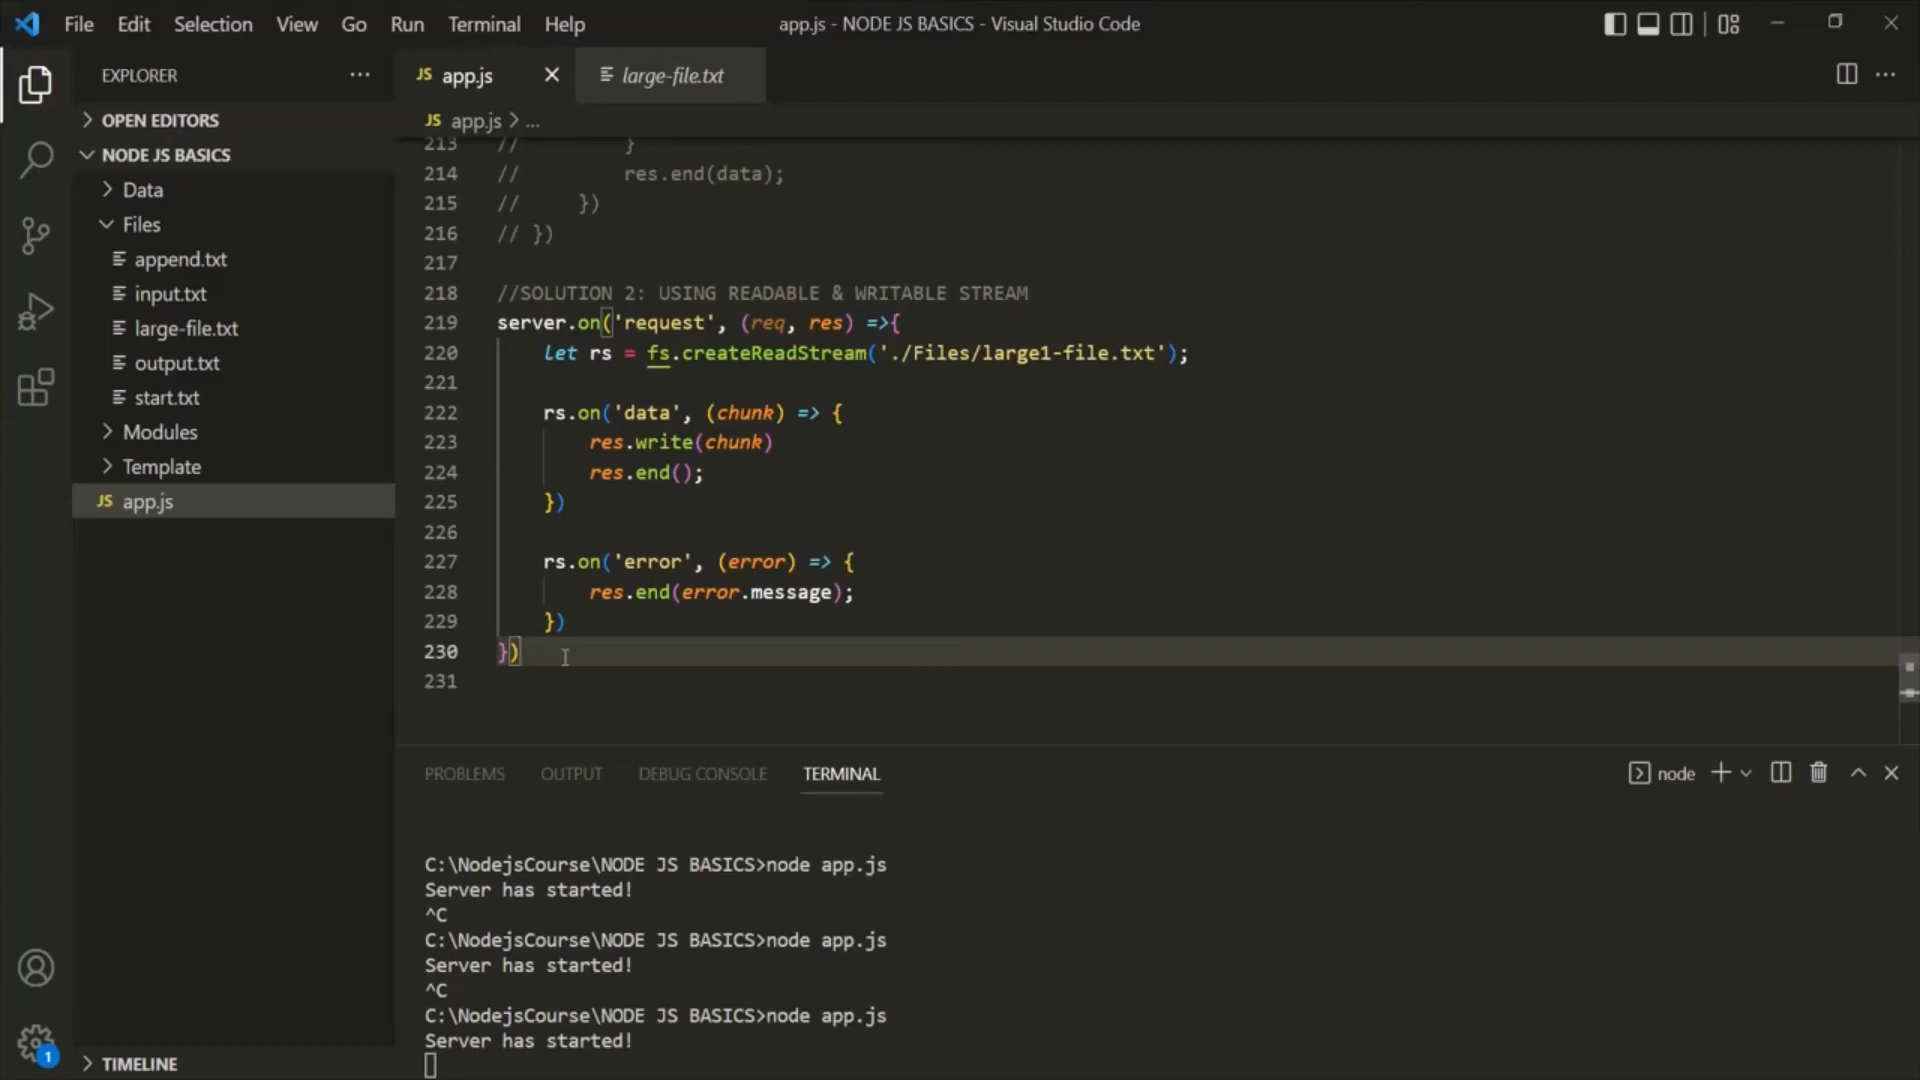 File Edit Selection View Go Run Terminal Help
app.js - NODE JS BASICS - Visual Studio Code
EXPLORER
OPEN EDITORS
NODE JS BASICS
Data
Files
append.txt
input.txt
large-file.txt
output.txt
start.txt
Modules
Template
JS app.js
TIMELINE
1
JS app.js
large-file.txt
JS app.js > ...
213 // }
214 // res.end(data);
215 // })
216 // })
217
218 //SOLUTION 2: USING READABLE & WRITABLE STREAM
219 server.on('request', (req, res) =>{
220 let rs = fs.createReadStream('./Files/large1-file.txt');
221
222 rs.on('data', (chunk) => {
223 res.write(chunk)
224 res.end();
225 })
226
227 rs.on('error', (error) => {
228 res.end(error.message);
229 })
230 })
231
PROBLEMS OUTPUT DEBUG CONSOLE TERMINAL
node
C:\NodejsCourse\NODE JS BASICS>node app.js
Server has started!
^C
C:\NodejsCourse\NODE JS BASICS>node app.js
Server has started!
^C
C:\NodejsCourse\NODE JS BASICS>node app.js
Server has started!